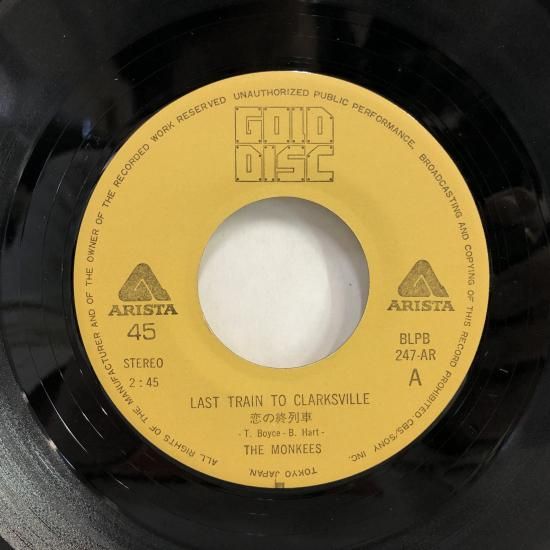 ALL RIGHTS OF THE MANUFACTURER AND OF THE OWNER OF THE RECORDED WORK RESERVED UNAUTHORIZED PUBLIC PERFORMANCE, BROADCASTING AND COPYING OF THIS RECORD PROHIBITED CBS/SONY INC.
TOKYO JAPAN.
GOLD
DISC
ARISTA
45
STEREO
2:45
ARISTA
BLPB
247-AR
A
LAST TRAIN TO CLARKSVILLE
恋の終列車
- T. Boyce - B. Hart -
THE MONKEES